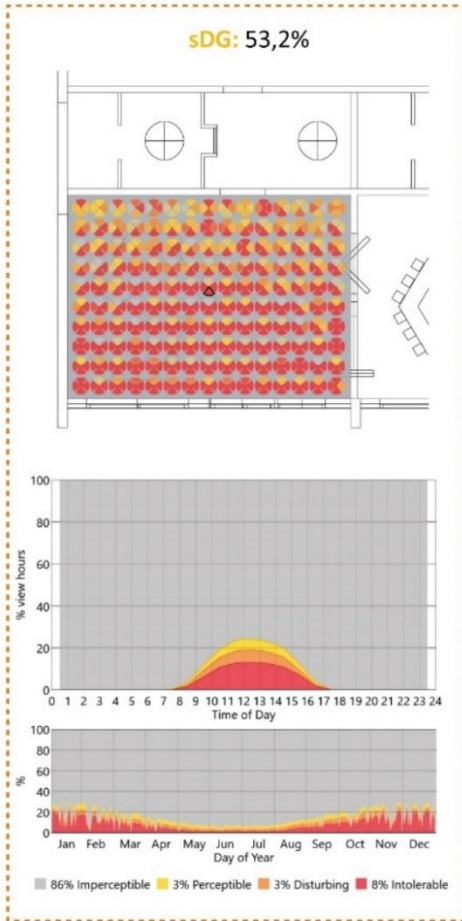 sDG: 53,2%
100
80
60
40
20
0
% view hours
0 1 2 3 4 5 6 7 8 9 10 11 12 13 14 15 16 17 18 19 20 21 22 23 24
Time of Day
100
80
60
40
20
0
%
Jan Feb Mar Apr May Jun Jul Aug Sep Oct Nov Dec
Day of Year
86% Imperceptible 3% Perceptible 3% Disturbing 8% Intolerable